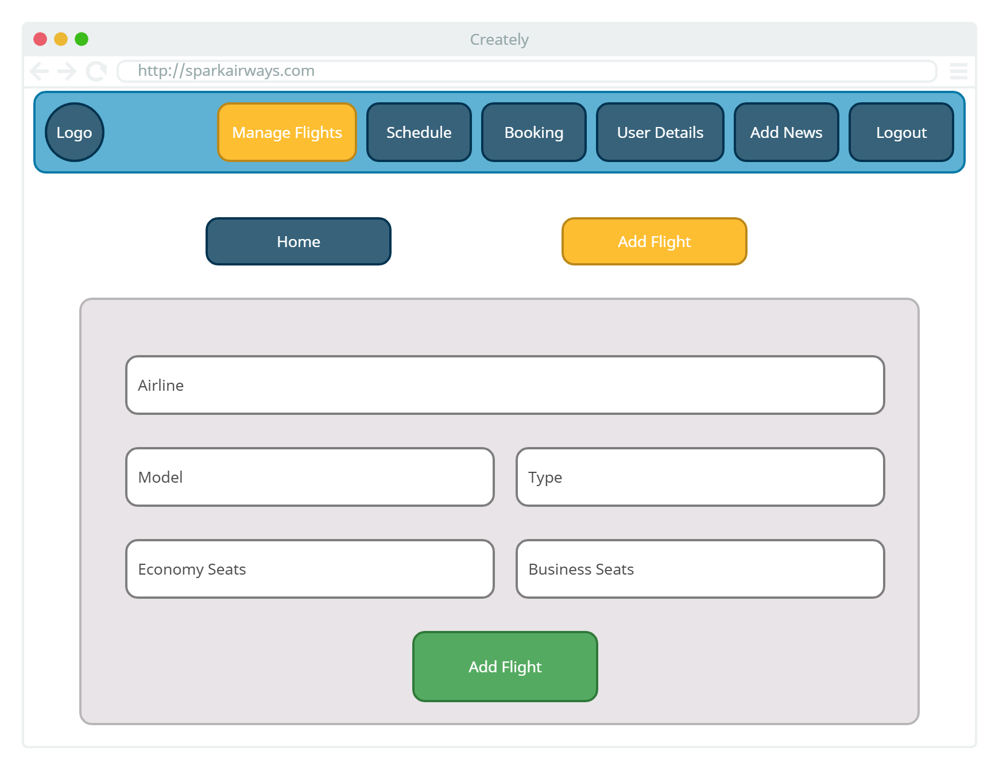 Creately
http://sparkairways.com
Logo
Manage Flights
Schedule
Booking
User Details
Add News
Logout
Home
Add Flight
Airline
Model
Type
Economy Seats
Business Seats
Add Flight